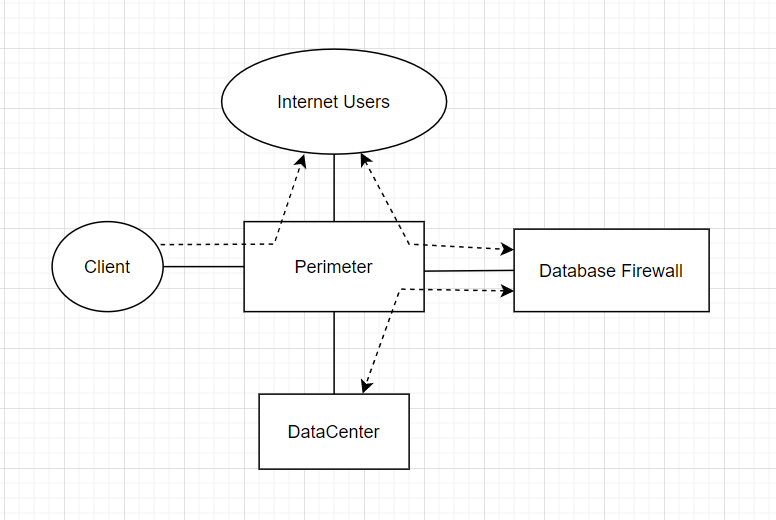 Internet Users
Client
Perimeter
Database Firewall
DataCenter